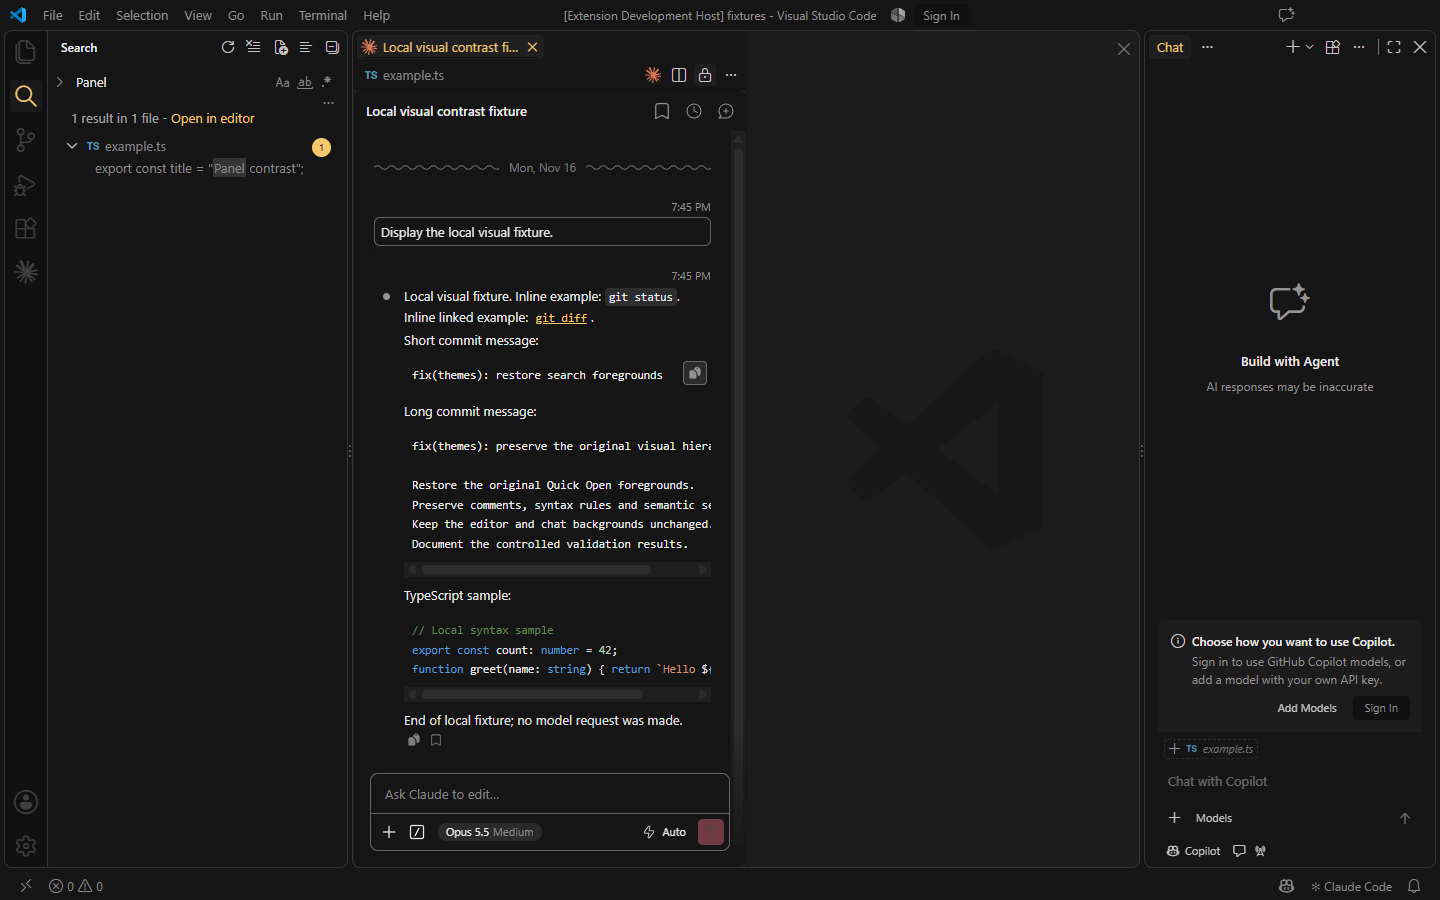 File Edit Selection View Go Run Terminal Help
[Extension Development Host] fixtures - Visual Studio Code
Sign In
Search
Panel
Aa ab .*
1 result in 1 file - Open in editor
TS example.ts
1
export const title = "Panel contrast";
Local visual contrast fi...
TS example.ts
Local visual contrast fixture
Mon, Nov 16
7:45 PM
Display the local visual fixture.
7:45 PM
Local visual fixture. Inline example: git status.
Inline linked example: git diff .
Short commit message:
fix(themes): restore search foregrounds
Long commit message:
fix(themes): preserve the original visual hiera
Restore the original Quick Open foregrounds.
Preserve comments, syntax rules and semantic se
Keep the editor and chat backgrounds unchanged.
Document the controlled validation results.
TypeScript sample:
// Local syntax sample
export const count: number = 42;
function greet(name: string) { return `Hello ${
End of local fixture; no model request was made.
Ask Claude to edit...
Opus 5.5 Medium
Auto
Chat
Build with Agent
AI responses may be inaccurate
Choose how you want to use Copilot.
Sign in to use GitHub Copilot models, or
add a model with your own API key.
Add Models Sign In
TS example.ts
Chat with Copilot
Models
Copilot
0 0
Claude Code